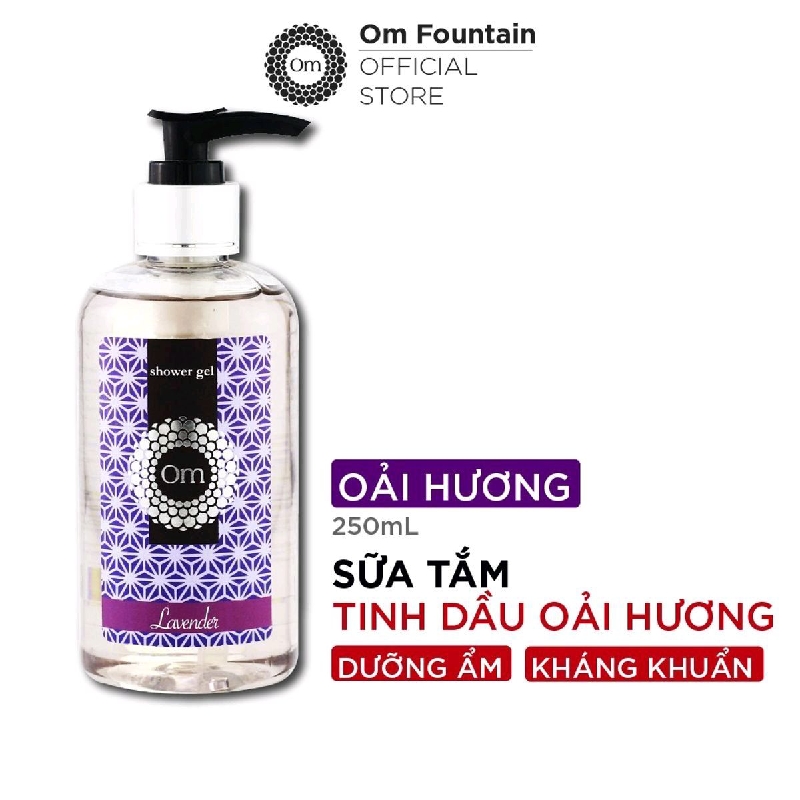 Om
Om Fountain
OFFICIAL
STORE
shower gel
Om
Lavender
OẢI HƯƠNG
250mL
SỮA TẮM
TINH DẦU OẢI HƯƠNG
DƯỠNG ẨM
KHÁNG KHUẨN